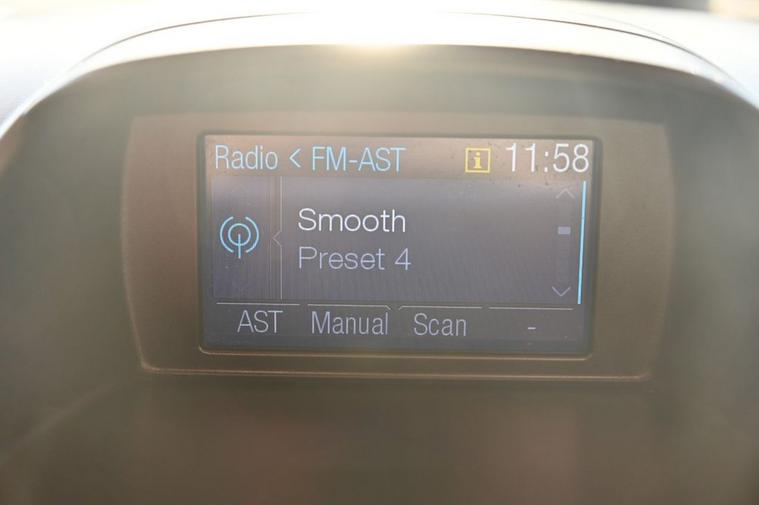 Radio < FM-AST i 11:58
Smooth
Preset 4
AST Manual Scan -